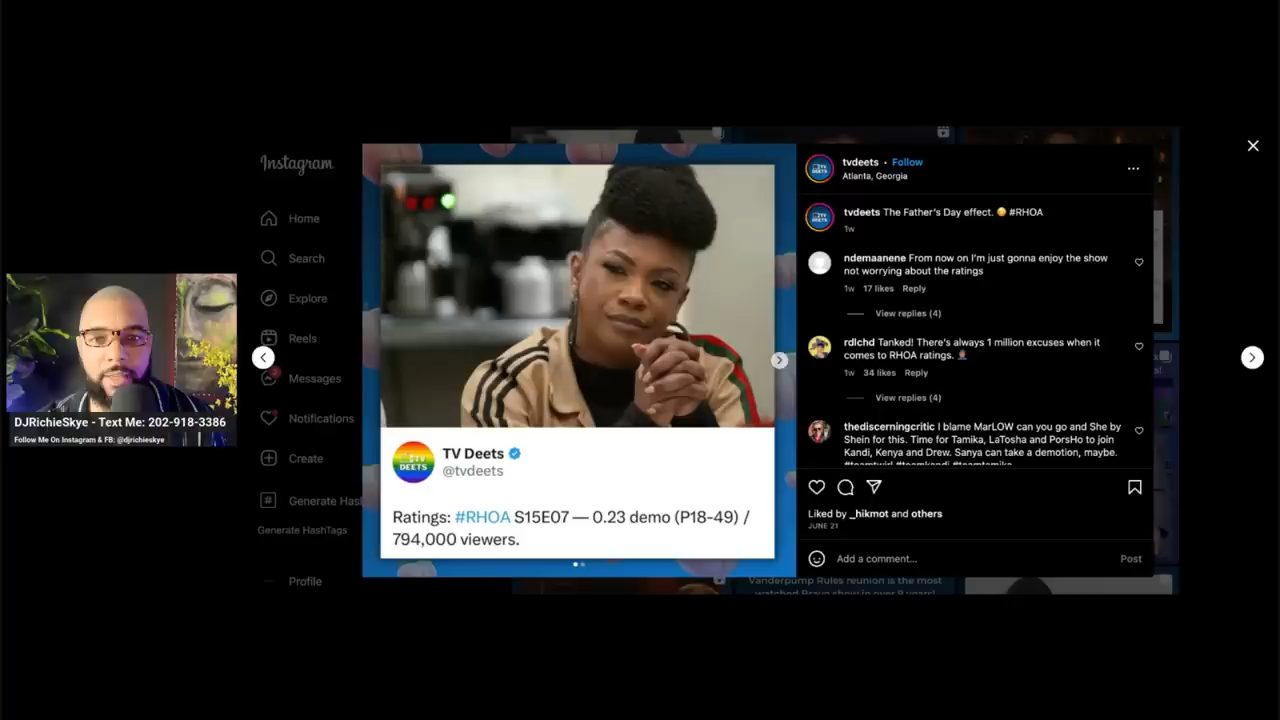 Instagram
Home
Search
Explore
Reels
Messages
Notifications
Create
Generate Hash
Generate HashTags
Profile
DJRichieSkye - Text Me: 202-918-3386
Follow Me On Instagram & FB: @djrichieskye
TV DEETS
TV Deets
@tvdeets
Ratings: #RHOA S15E07 — 0.23 demo (P18-49) /
794,000 viewers.
tvdeets • Follow
Atlanta, Georgia
tvdeets The Father's Day effect. #RHOA
1w
ndemaanene From now on I'm just gonna enjoy the show
not worrying about the ratings
1w 17 likes Reply
View replies (4)
rdlchd Tanked! There's always 1 million excuses when it
comes to RHOA ratings.
1w 34 likes Reply
View replies (4)
thediscerningcritic I blame MarLOW can you go and She by
Shein for this. Time for Tamika, LaTosha and PorsHo to join
Kandi, Kenya and Drew. Sanya can take a demotion, maybe.
#teamtwirl #teamkandi #teamtamika
Liked by _hikmot and others
JUNE 21
Add a comment...
Post
Vanderpump Rules reunion is the most
watched Bravo show in over 9 years!